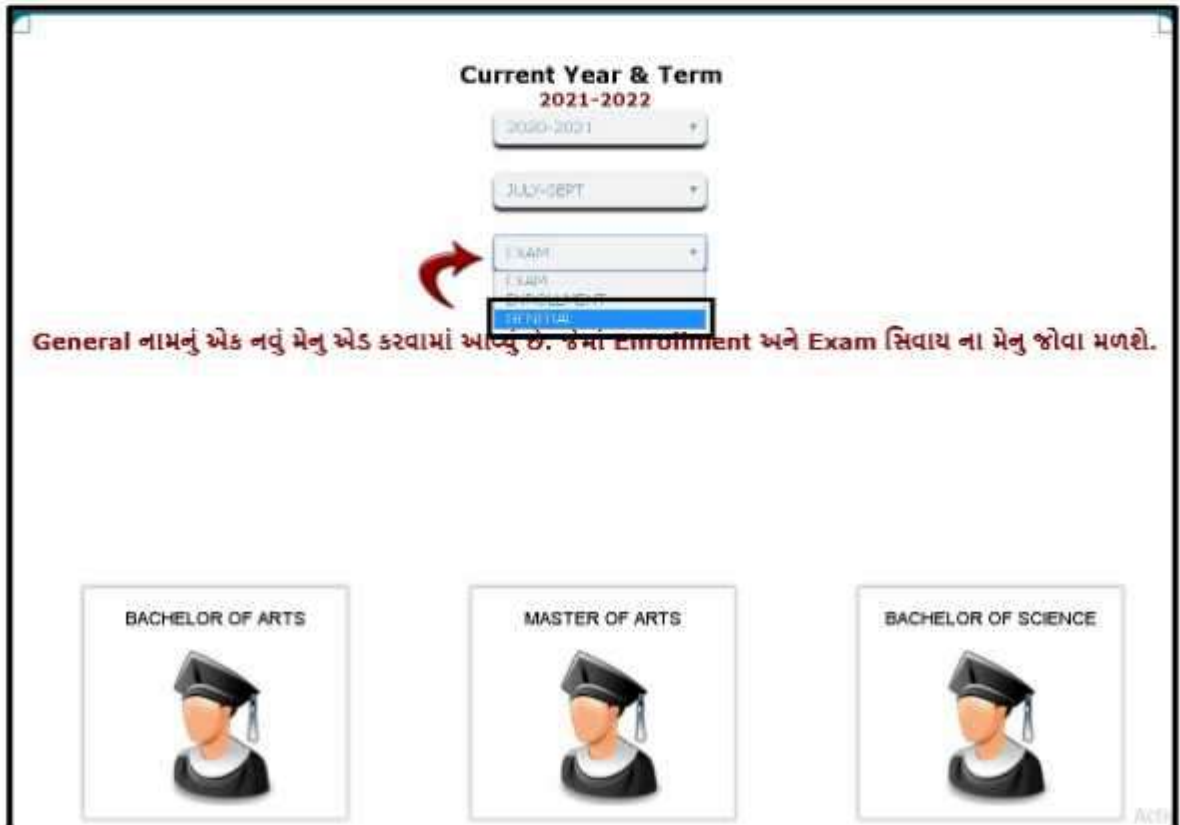 Current Year & Term
2021-2022
2020-2021
JULY-SEPT
EXAM
EXAM
ENROLLMENT
GENERAL
General નામનું એક નવું મેનુ એડ કરવામાં આવ્યું છે. જેમાં Enrollment અને Exam સિવાય ના મેનુ જોવા મળશે.
BACHELOR OF ARTS
MASTER OF ARTS
BACHELOR OF SCIENCE